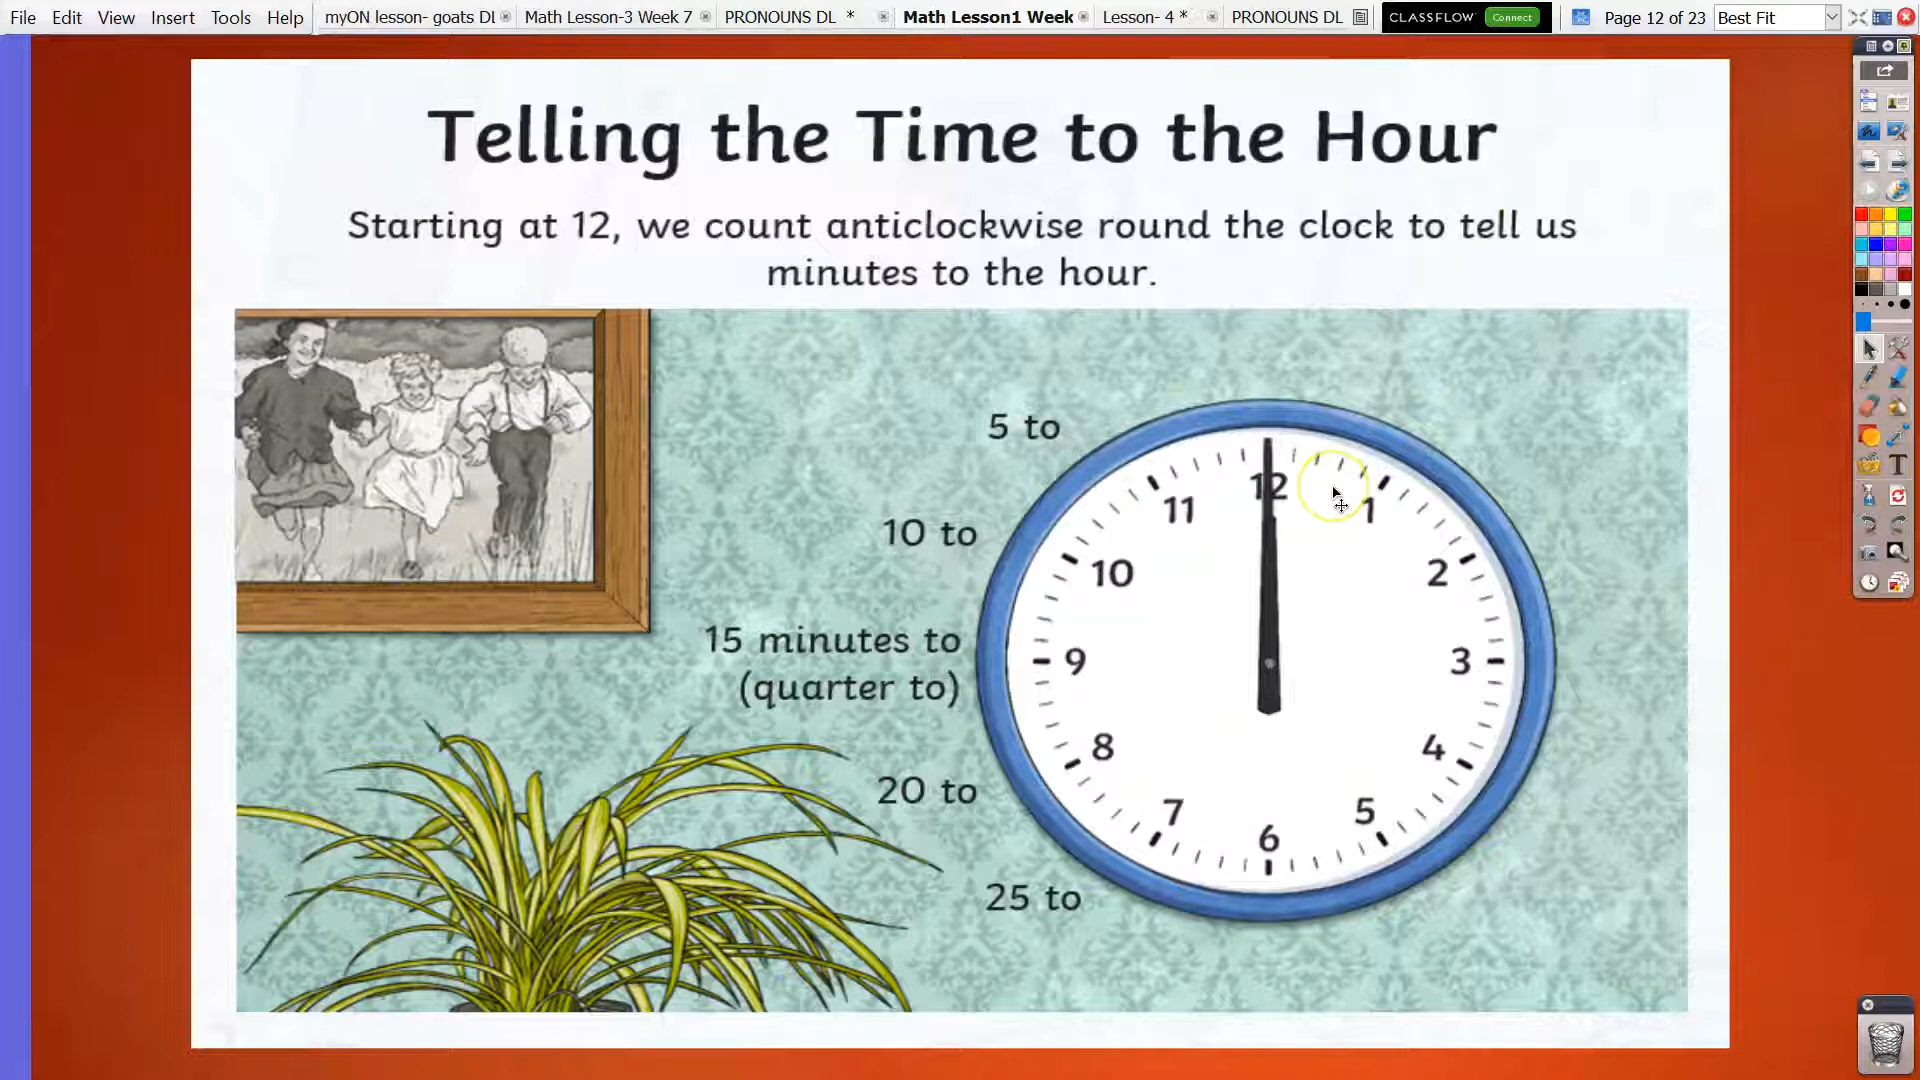 File Edit View Insert Tools Help myON lesson- goats DL Math Lesson-3 Week 7 PRONOUNS DL * Math Lesson1 Week Lesson- 4 * PRONOUNS DL CLASSFLOW Connect Page 12 of 23 Best Fit
Telling the Time to the Hour
Starting at 12, we count anticlockwise round the clock to tell us
minutes to the hour.
5 to
10 to
15 minutes to
(quarter to)
20 to
25 to
12
11 1
10 2
9 3
8 4
7 5
6
T